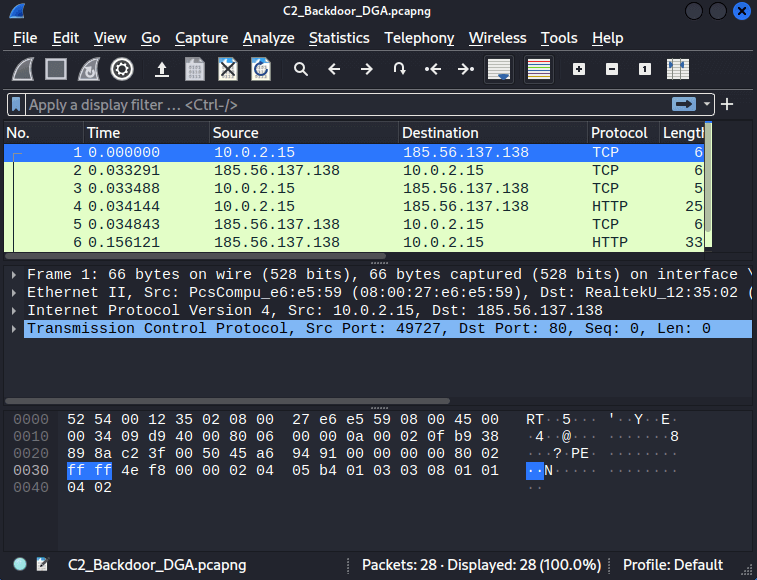 C2_Backdoor_DGA.pcapng
File Edit View Go Capture Analyze Statistics Telephony Wireless Tools Help
Apply a display filter … <Ctrl-/>
No. Time Source Destination Protocol Length
1 0.000000 10.0.2.15 185.56.137.138 TCP 6
2 0.033291 185.56.137.138 10.0.2.15 TCP 6
3 0.033488 10.0.2.15 185.56.137.138 TCP 5
4 0.034144 10.0.2.15 185.56.137.138 HTTP 25
5 0.034843 185.56.137.138 10.0.2.15 TCP 6
6 0.156121 185.56.137.138 10.0.2.15 HTTP 33
Frame 1: 66 bytes on wire (528 bits), 66 bytes captured (528 bits) on interface \
Ethernet II, Src: PcsCompu_e6:e5:59 (08:00:27:e6:e5:59), Dst: RealtekU_12:35:02 (
Internet Protocol Version 4, Src: 10.0.2.15, Dst: 185.56.137.138
Transmission Control Protocol, Src Port: 49727, Dst Port: 80, Seq: 0, Len: 0
0000 52 54 00 12 35 02 08 00 27 e6 e5 59 08 00 45 00 RT··5···'··Y··E·
0010 00 34 09 d9 40 00 80 06 00 00 0a 00 02 0f b9 38 ·4··@··········8
0020 89 8a c2 3f 00 50 45 a6 94 91 00 00 00 00 80 02 ···?·PE·········
0030 ff ff 4e f8 00 00 02 04 05 b4 01 03 03 08 01 01 ··N·············
0040 04 02 ··
C2_Backdoor_DGA.pcapng Packets: 28 · Displayed: 28 (100.0%) Profile: Default